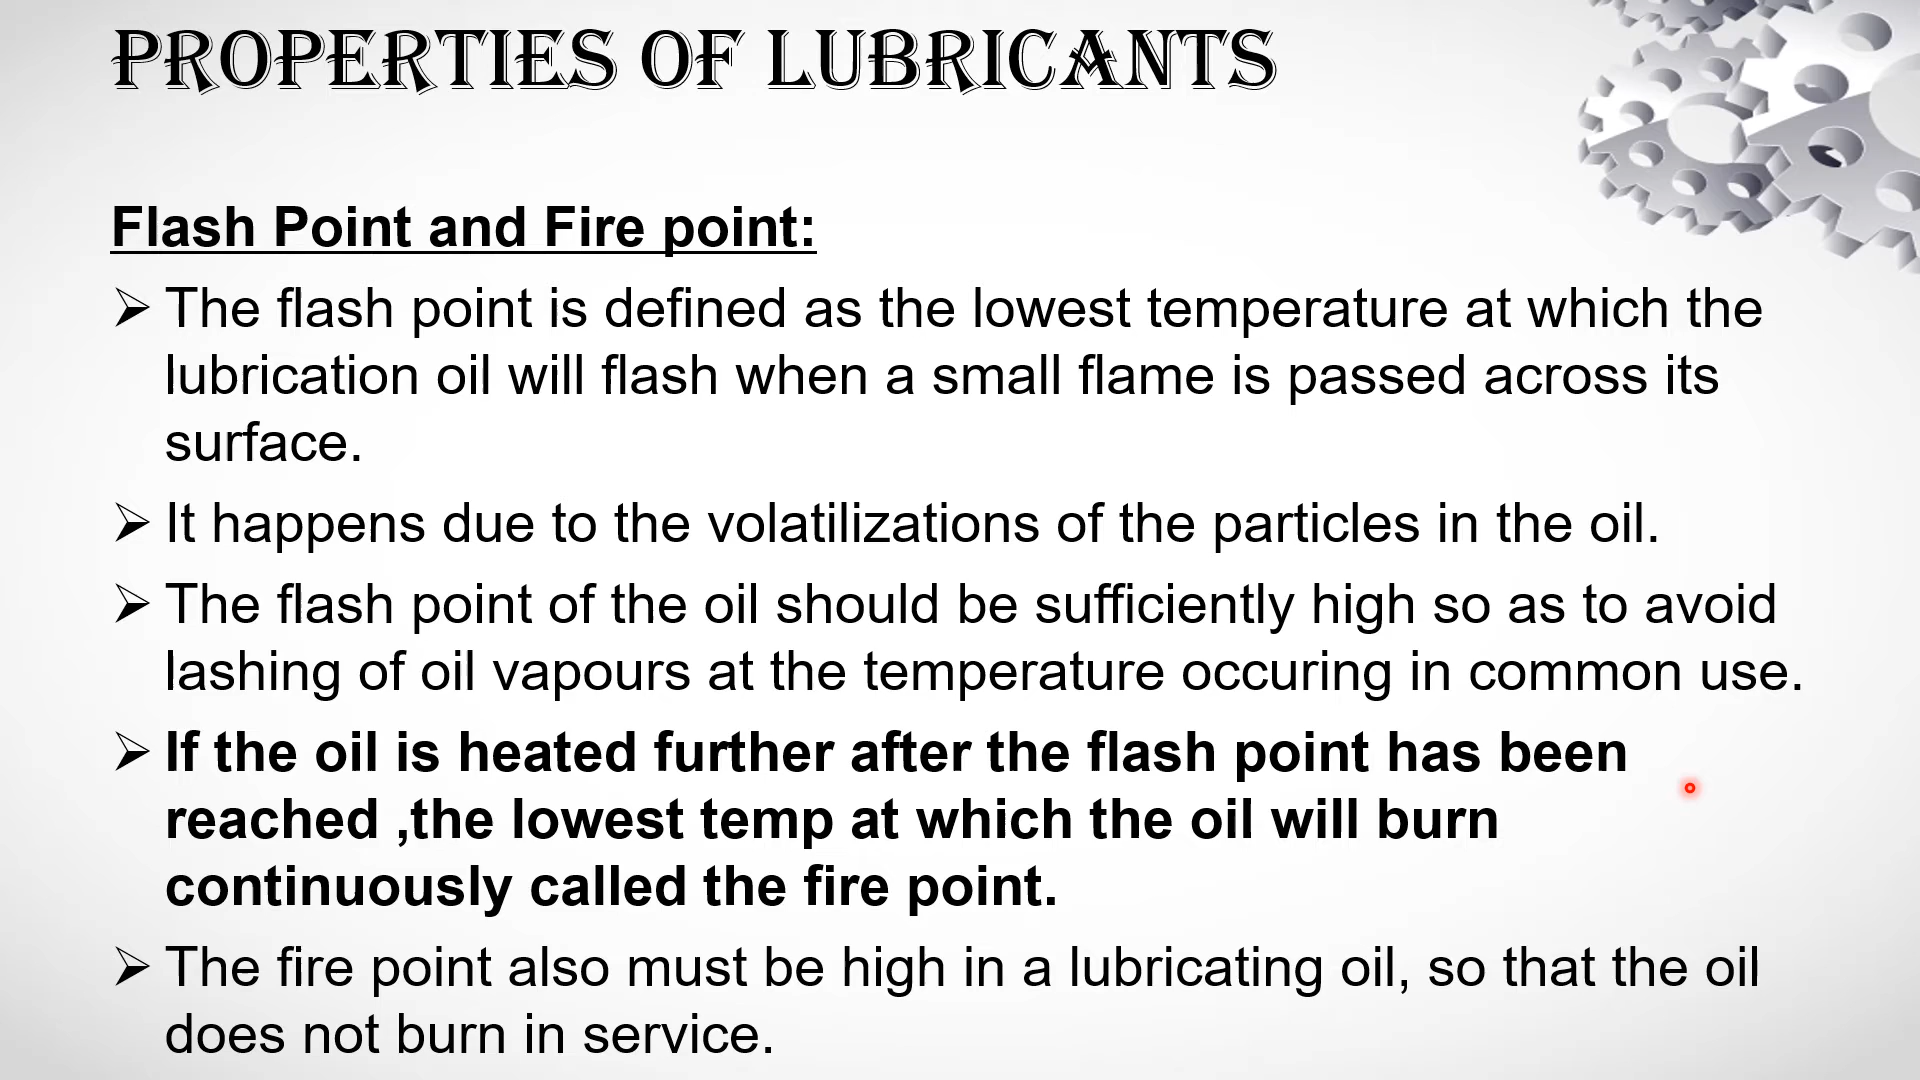 PROPERTIES OF LUBRICANTS
Flash Point and Fire point:
➢ The flash point is defined as the lowest temperature at which the
lubrication oil will flash when a small flame is passed across its
surface.
➢ It happens due to the volatilizations of the particles in the oil.
➢ The flash point of the oil should be sufficiently high so as to avoid
lashing of oil vapours at the temperature occuring in common use.
➢ If the oil is heated further after the flash point has been
reached ,the lowest temp at which the oil will burn
continuously called the fire point.
➢ The fire point also must be high in a lubricating oil, so that the oil
does not burn in service.